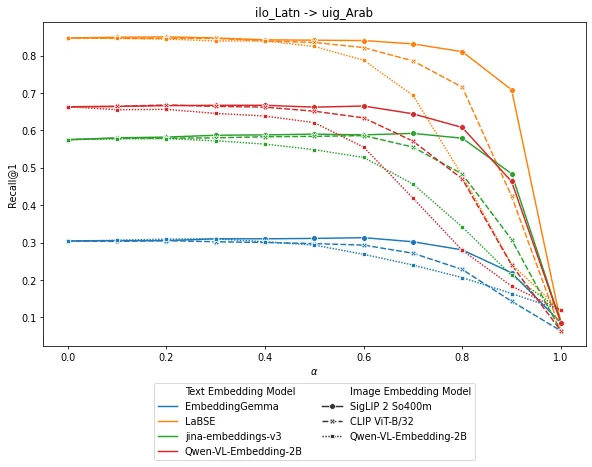 ilo_Latn -> uig_Arab
Recall@1
0.8
0.7
0.6
0.5
0.4
0.3
0.2
0.1
0.0 0.2 0.4 0.6 0.8 1.0
α
Text Embedding Model Image Embedding Model
EmbeddingGemma SigLIP 2 So400m
LaBSE CLIP ViT-B/32
jina-embeddings-v3 Qwen-VL-Embedding-2B
Qwen-VL-Embedding-2B